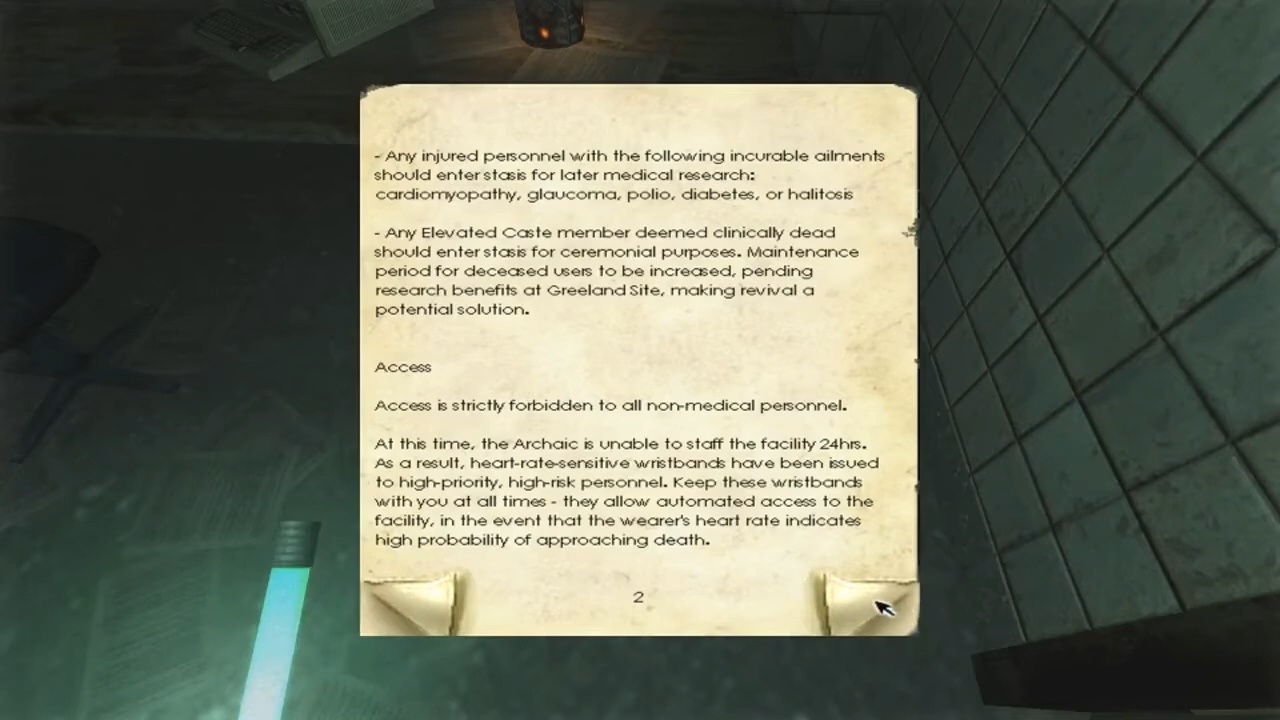 - Any injured personnel with the following incurable ailments
should enter stasis for later medical research:
cardiomyopathy, glaucoma, polio, diabetes, or halitosis
- Any Elevated Caste member deemed clinically dead
should enter stasis for ceremonial purposes. Maintenance
period for deceased users to be increased, pending
research benefits at Greeland Site, making revival a
potential solution.
Access
Access is strictly forbidden to all non-medical personnel.
At this time, the Archaic is unable to staff the facility 24hrs.
As a result, heart-rate-sensitive wristbands have been issued
to high-priority, high-risk personnel. Keep these wristbands
with you at all times - they allow automated access to the
facility, in the event that the wearer's heart rate indicates
high probability of approaching death.
2